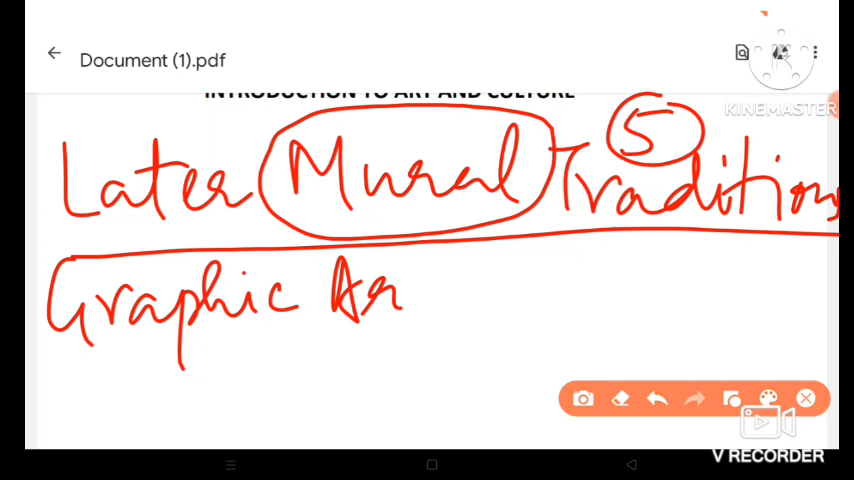 Document (1).pdf
KINEMASTER
INTRODUCTION TO ART AND CULTURE
5
Later Mural Traditions
Graphic Ar
V RECORDER